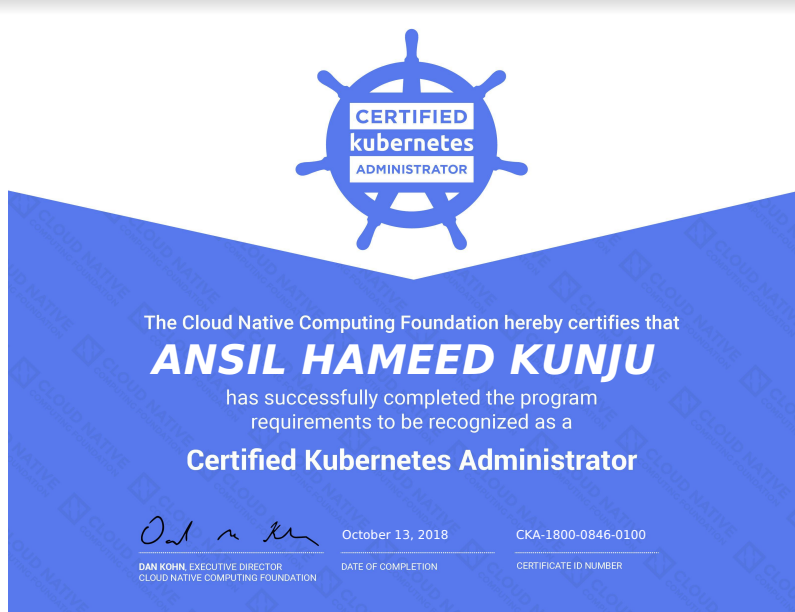 CERTIFIED
kubernetes
ADMINISTRATOR
The Cloud Native Computing Foundation hereby certifies that
ANSIL HAMEED KUNJU
has successfully completed the program
requirements to be recognized as a
Certified Kubernetes Administrator
October 13, 2018
CKA-1800-0846-0100
DAN KOHN, EXECUTIVE DIRECTOR
CLOUD NATIVE COMPUTING FOUNDATION
DATE OF COMPLETION
CERTIFICATE ID NUMBER